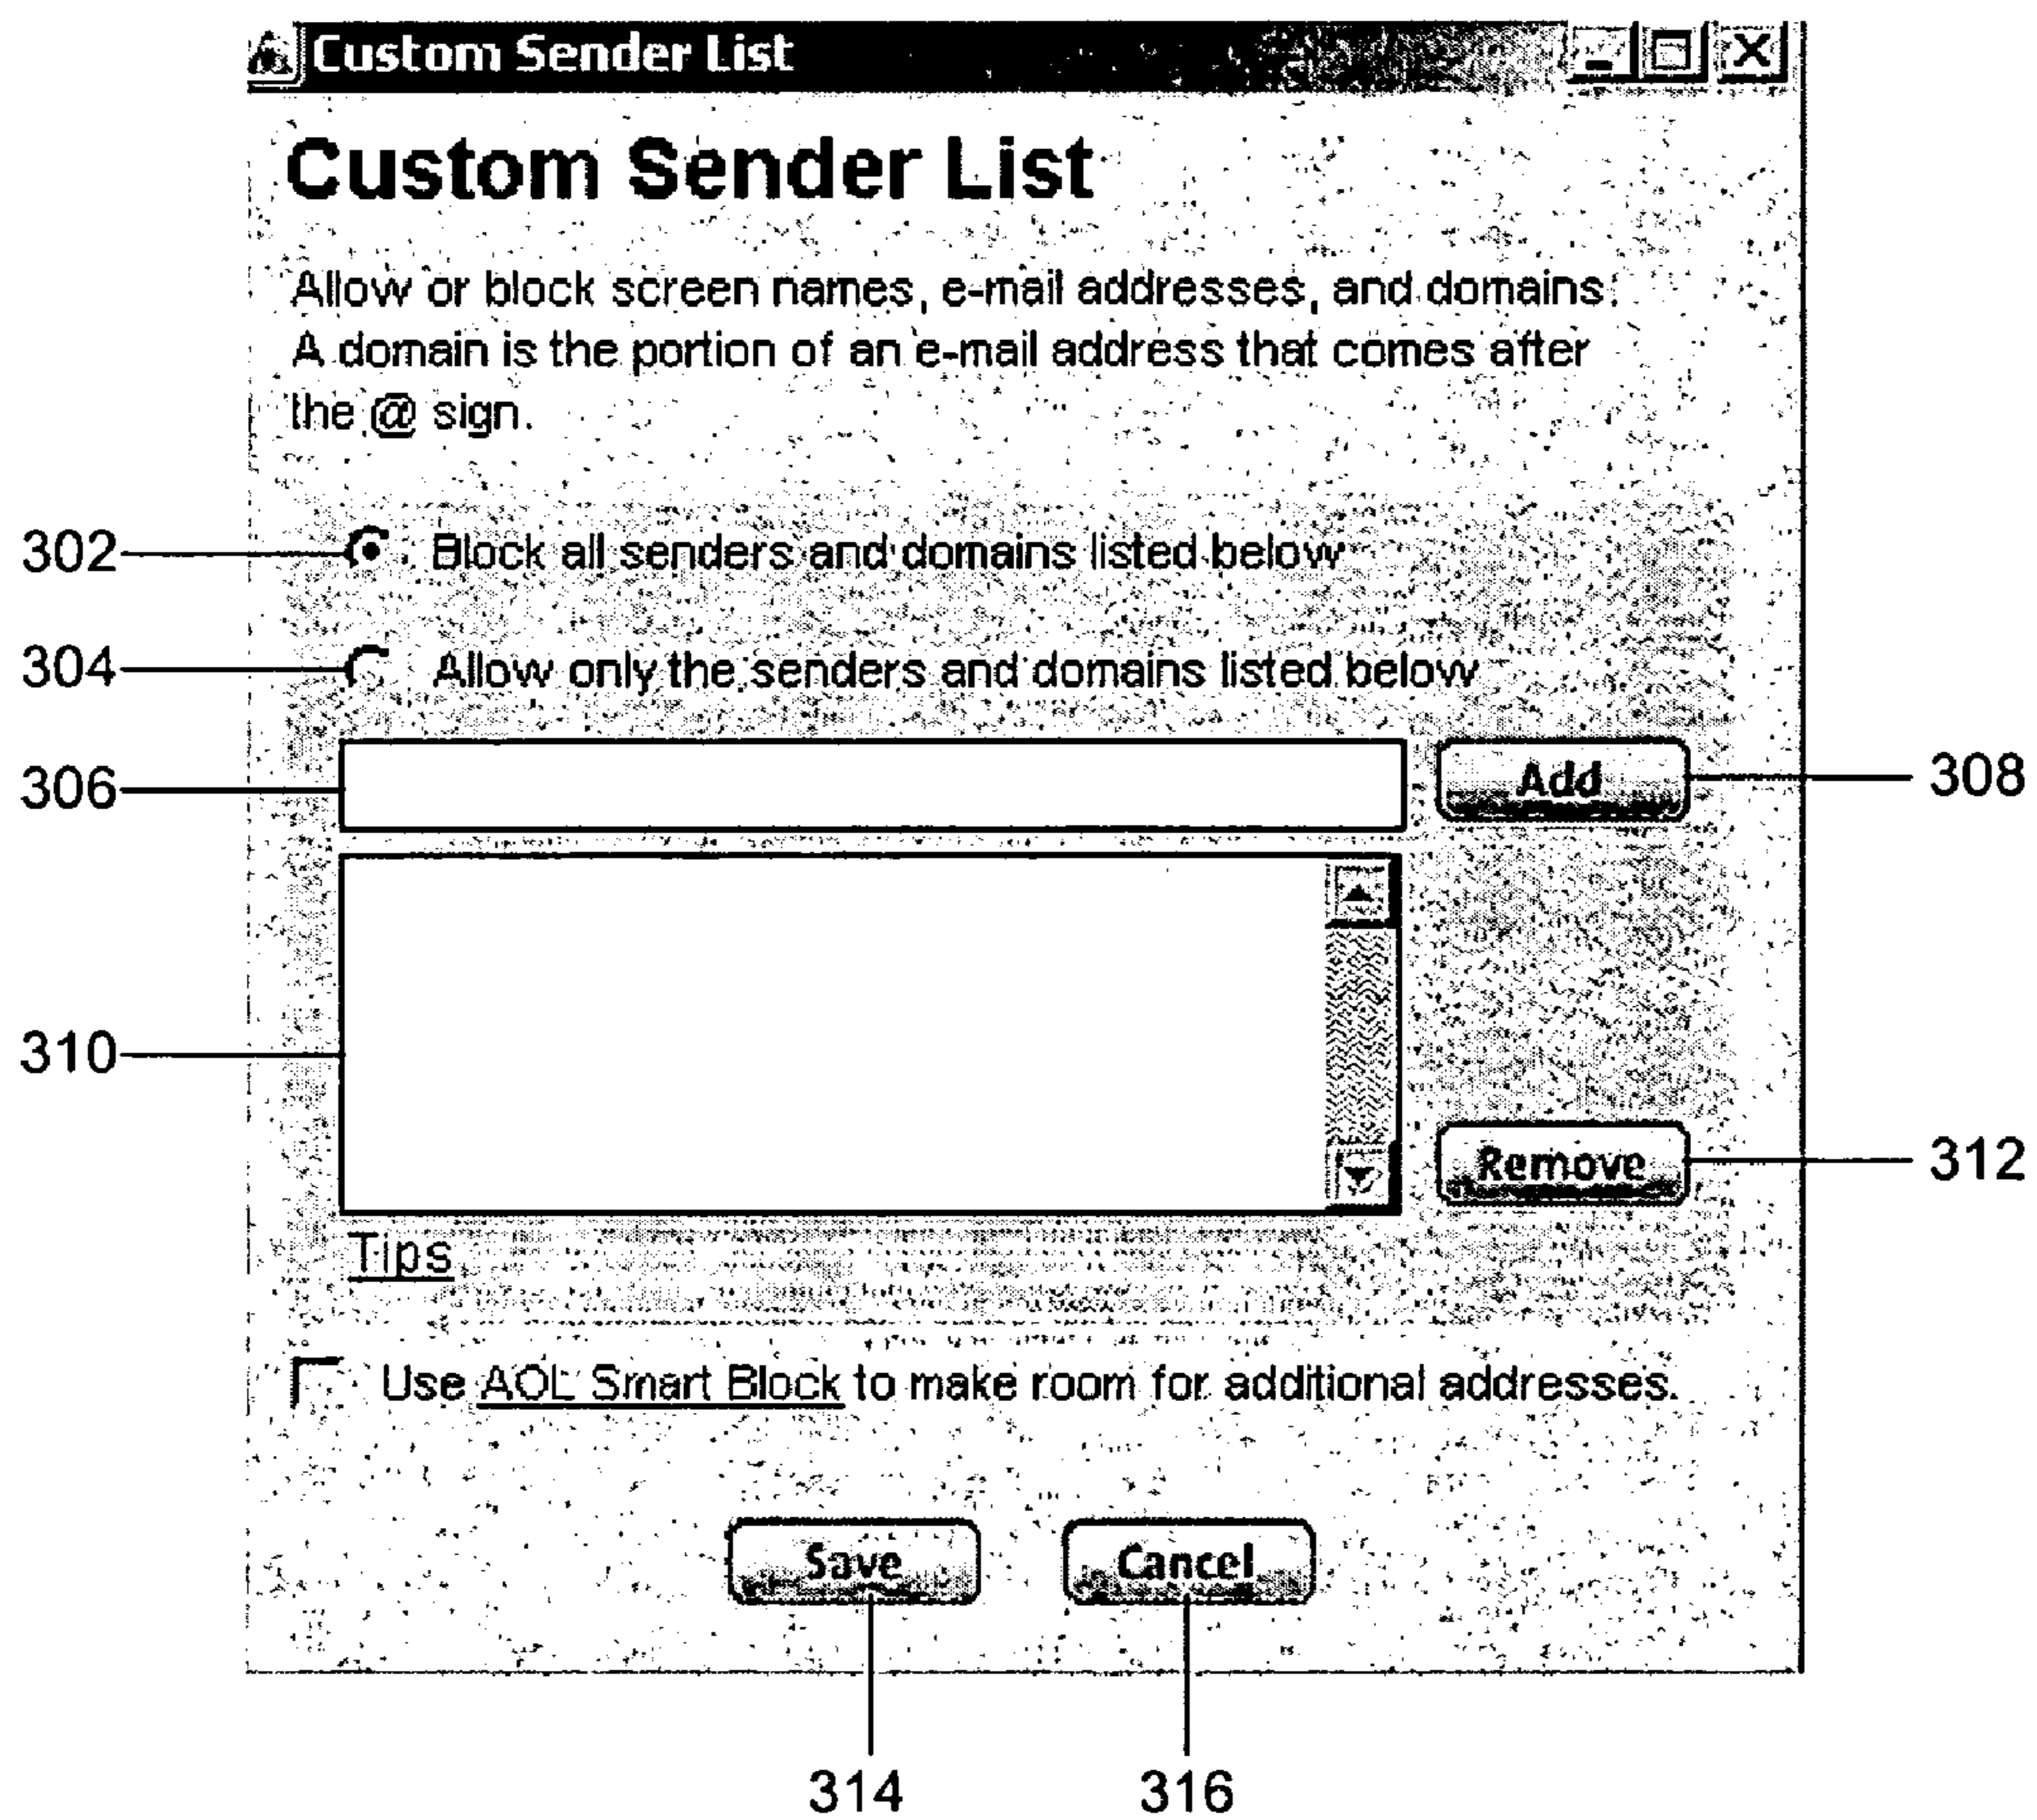 Custom Sender List
Custom Sender List
Allow or block screen names, e-mail addresses, and domains.
A domain is the portion of an e-mail address that comes after
the @ sign.
302
Block all senders and domains listed below
304
Allow only the senders and domains listed below
306
Add
308
310
Remove
312
Tips
Use AOL Smart Block to make room for additional addresses.
Save
Cancel
314
316